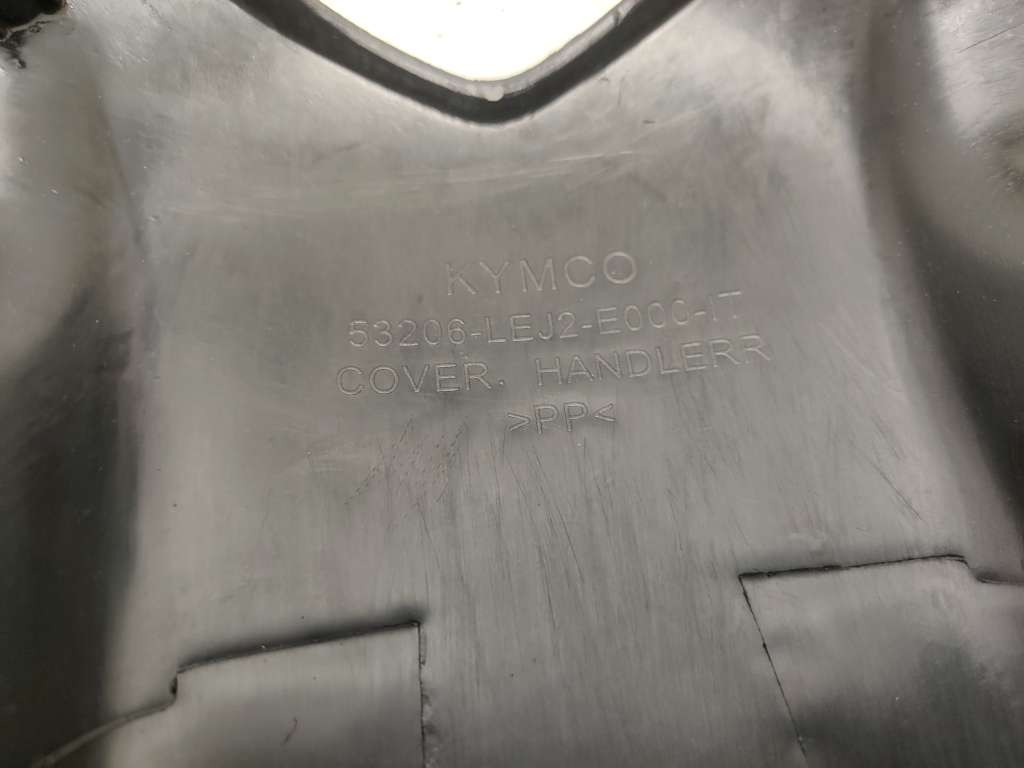 KYMCO
53206-LEJ2-E000-IT
COVER. HANDLERR
>PP<